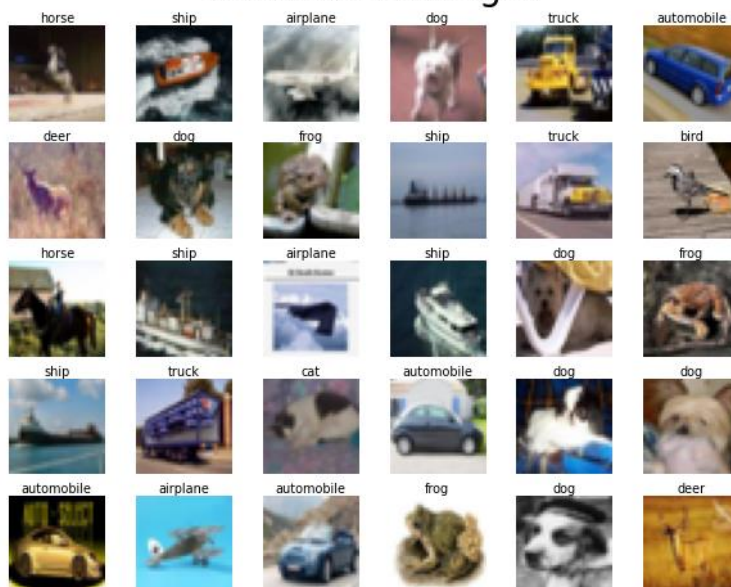 horse ship airplane dog truck automobile
deer dog frog ship truck bird
horse ship airplane ship dog frog
ship truck cat automobile dog dog
automobile airplane automobile frog dog deer